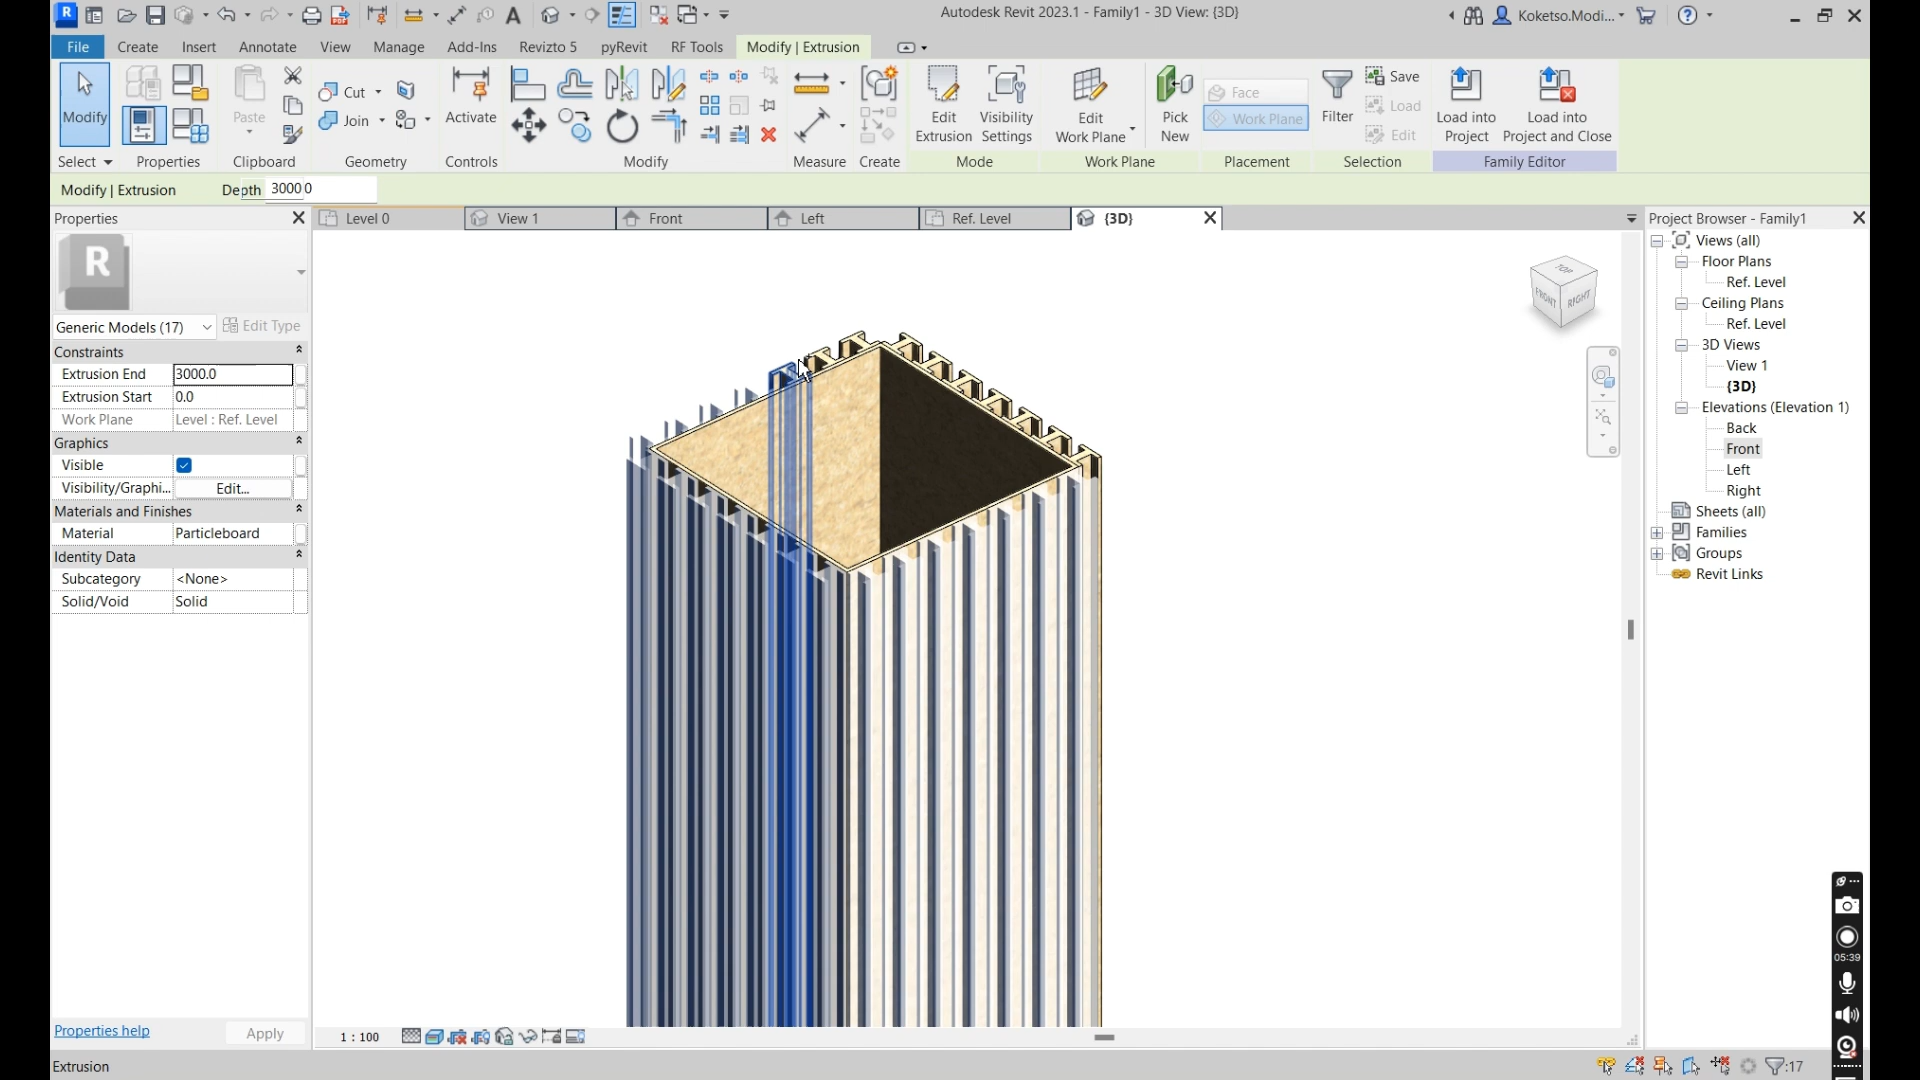 Autodesk Revit 2023.1 - Family1 - 3D View: {3D}
Koketso.Modi...
File Create Insert Annotate View Manage Add-Ins Revizto 5 pyRevit RF Tools Modify | Extrusion
Modify
Select
Properties
Paste
Clipboard
Cut
Join
Geometry
Activate
Controls
Modify
Measure
Create
Edit Extrusion
Visibility Settings
Mode
Edit Work Plane
Work Plane
Pick New
Face
Work Plane
Placement
Filter
Save
Load
Edit
Selection
Load into Project
Load into Project and Close
Family Editor
Modify | Extrusion Depth 3000.0
Properties
R
Generic Models (17) Edit Type
Constraints
Extrusion End 3000.0
Extrusion Start 0.0
Work Plane Level : Ref. Level
Graphics
Visible
Visibility/Graphi... Edit...
Materials and Finishes
Material Particleboard
Identity Data
Subcategory <None>
Solid/Void Solid
Properties help Apply
Level 0 View 1 Front Left Ref. Level {3D}
TOP
FRONT RIGHT
1 : 100
Project Browser - Family1
Views (all)
Floor Plans
Ref. Level
Ceiling Plans
Ref. Level
3D Views
View 1
{3D}
Elevations (Elevation 1)
Back
Front
Left
Right
Sheets (all)
Families
Groups
Revit Links
05:39
Extrusion
:17